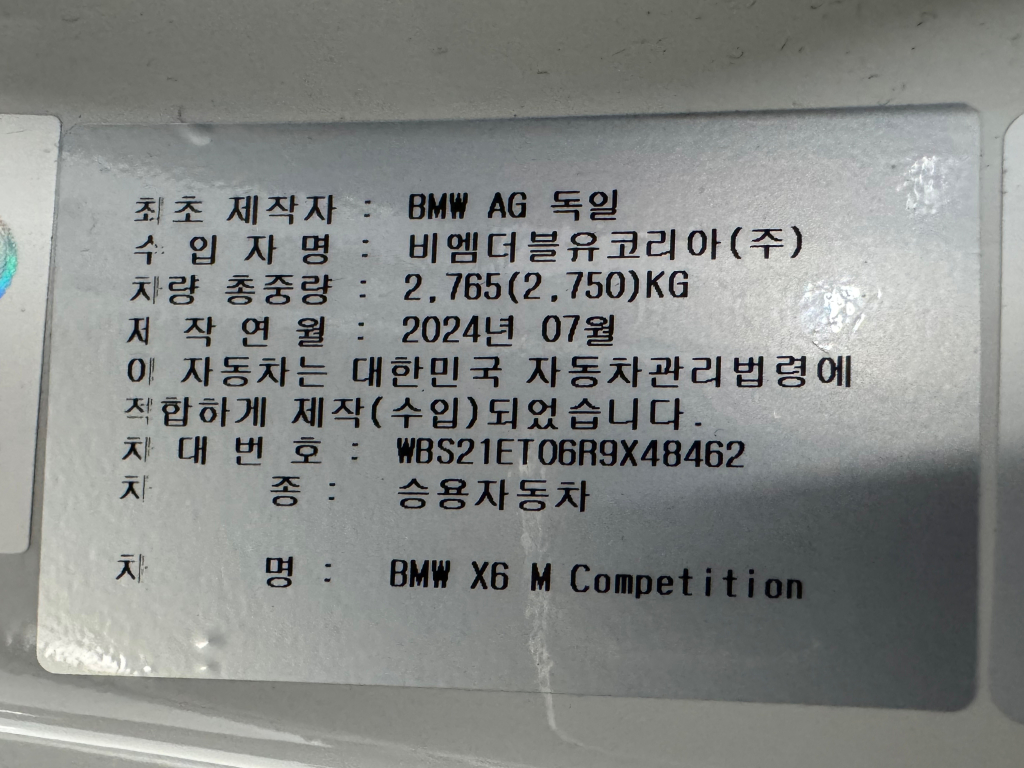 최초 제작자 : BMW AG 독일
수 입 자 명 : 비엠더블유코리아(주)
차량 총중량 : 2,765(2,750)KG
제 작 연 월 : 2024년 07월
이 자동차는 대한민국 자동차관리법령에
적합하게 제작(수입)되었습니다.
차 대 번 호 : WBS21ET06R9X48462
차 종 : 승용자동차
차 명 : BMW X6 M Competition